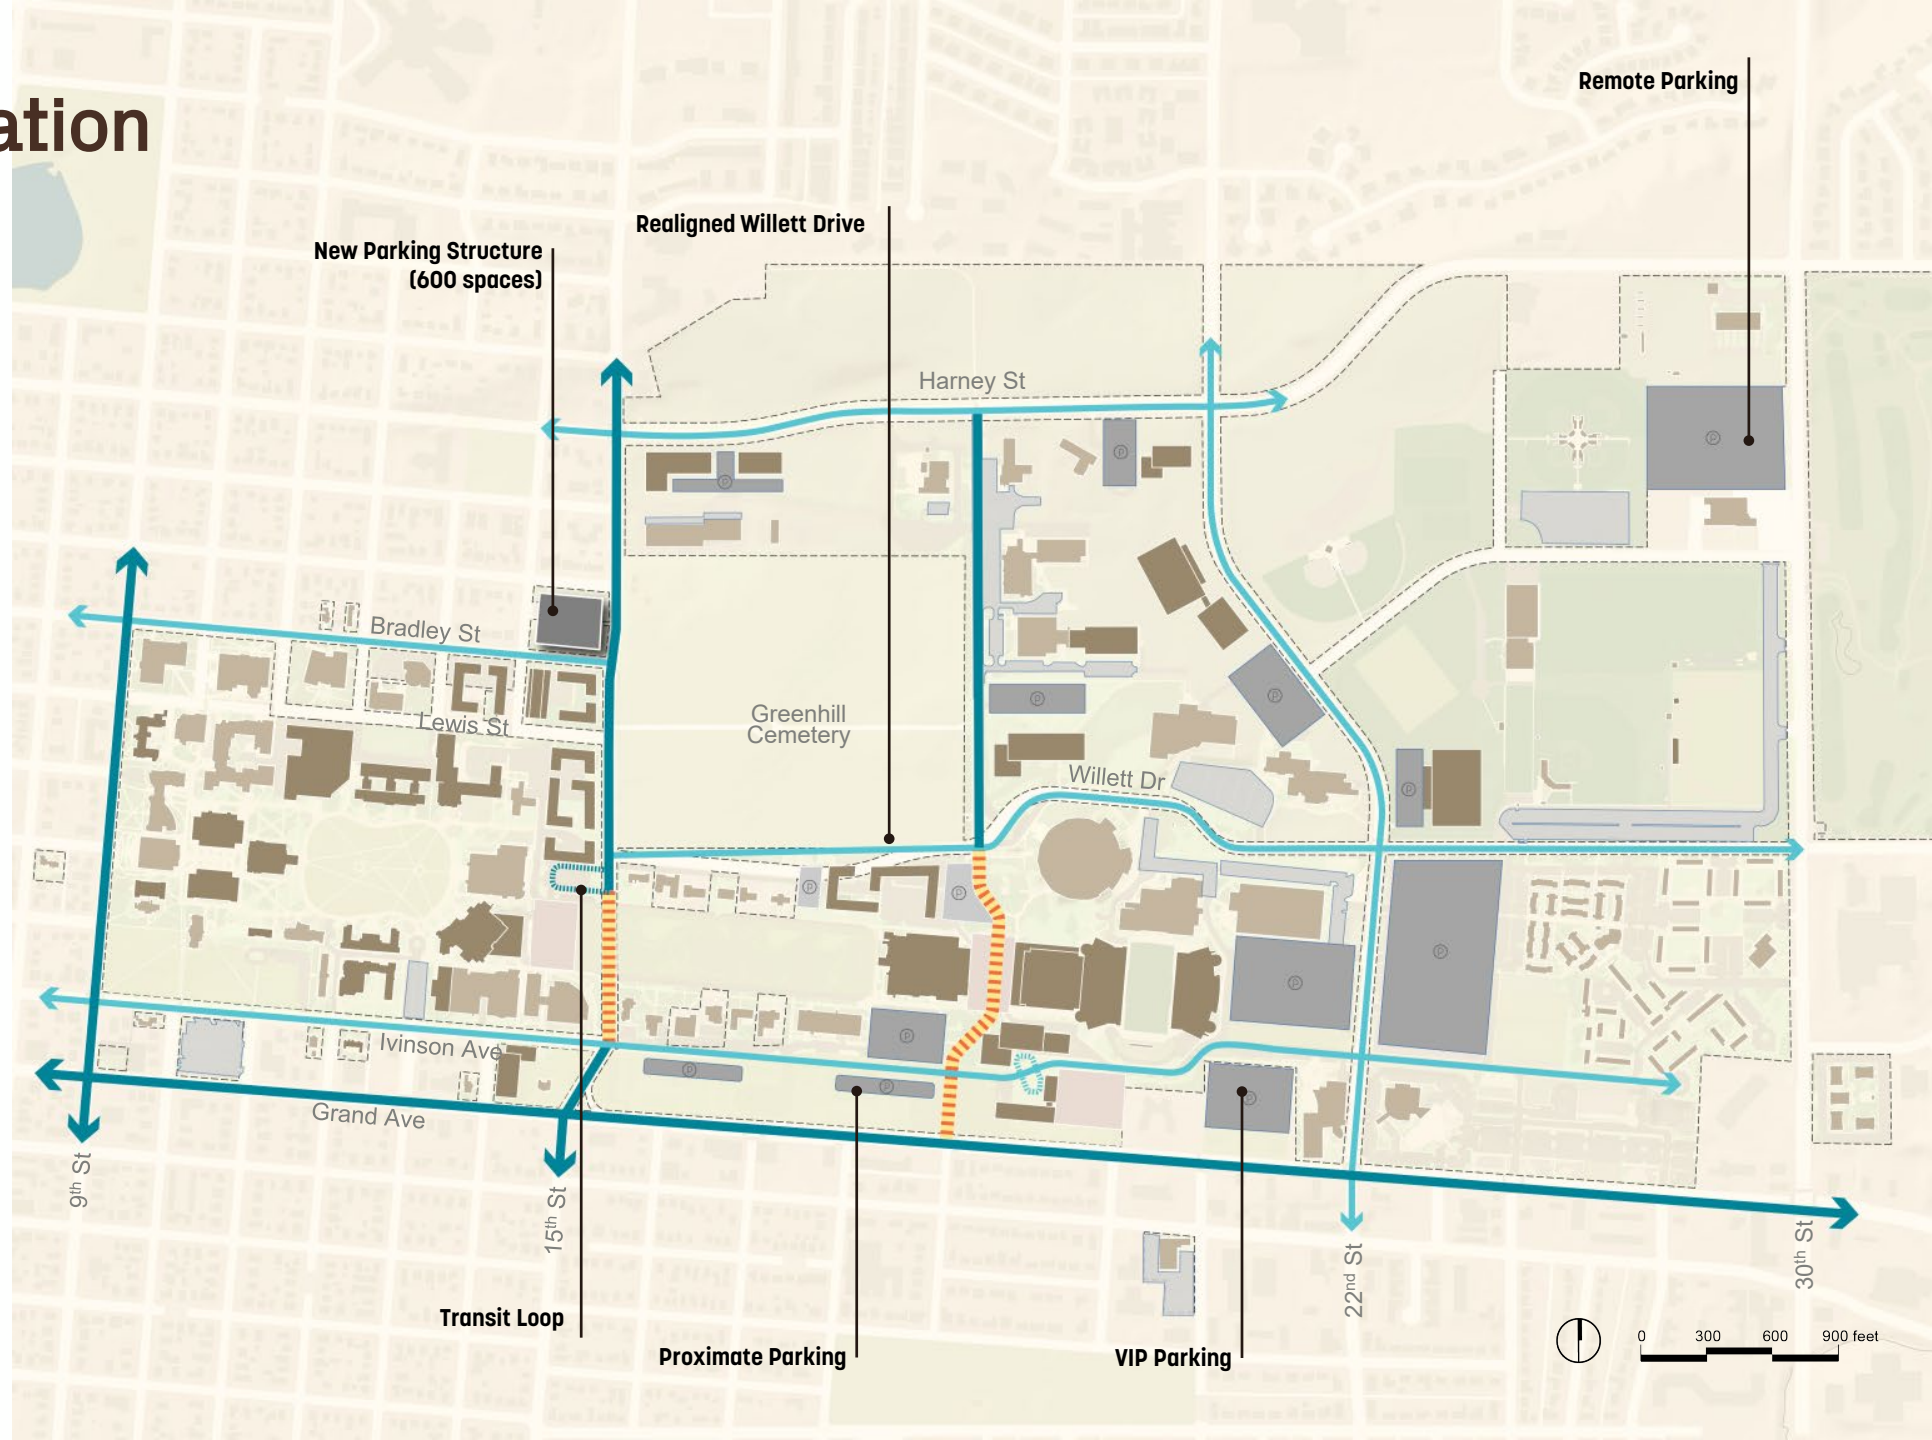 Remote Parking
ation
Realigned Willett Drive
New Parking Structure
(600 spaces)
Harney St
P
P
P
Bradley St
P
P
Lewis St
Greenhill
Cemetery
Willett Dr
P
P
P
P
P
P
Ivinson Ave
P
P
P
Grand Ave
9th St
15th St
22nd St
30th St
Transit Loop
Proximate Parking
VIP Parking
0 300 600 900 feet